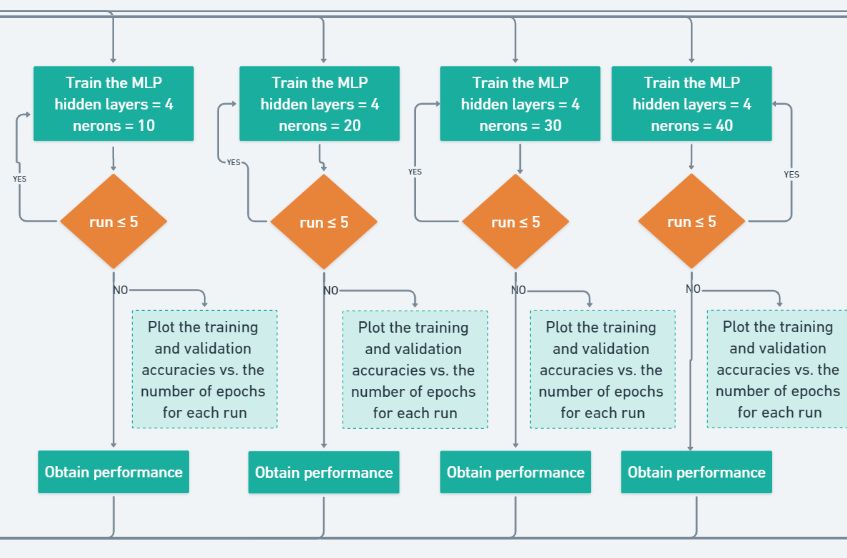 Train the MLP
hidden layers = 4
nerons = 10
Train the MLP
hidden layers = 4
nerons = 20
Train the MLP
hidden layers = 4
nerons = 30
Train the MLP
hidden layers = 4
nerons = 40
YES
YES
YES
YES
run ≤ 5
run ≤ 5
run ≤ 5
run ≤ 5
NO
NO
NO
NO
Plot the training
and validation
accuracies vs. the
number of epochs
for each run
Plot the training
and validation
accuracies vs. the
number of epochs
for each run
Plot the training
and validation
accuracies vs. the
number of epochs
for each run
Plot the training
and validation
accuracies vs. the
number of epochs
for each run
Obtain performance
Obtain performance
Obtain performance
Obtain performance